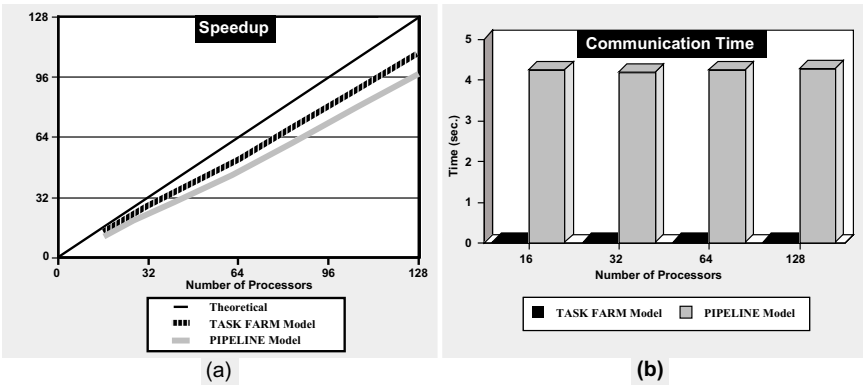 Speedup
128
96
64
32
0
0 32 64 96 128
Number of Processors
Theoretical
TASK FARM Model
PIPELINE Model
(a)
Communication Time
Time (sec.)
5
4
3
2
1
0
16 32 64 128
Number of Processors
TASK FARM Model PIPELINE Model
(b)